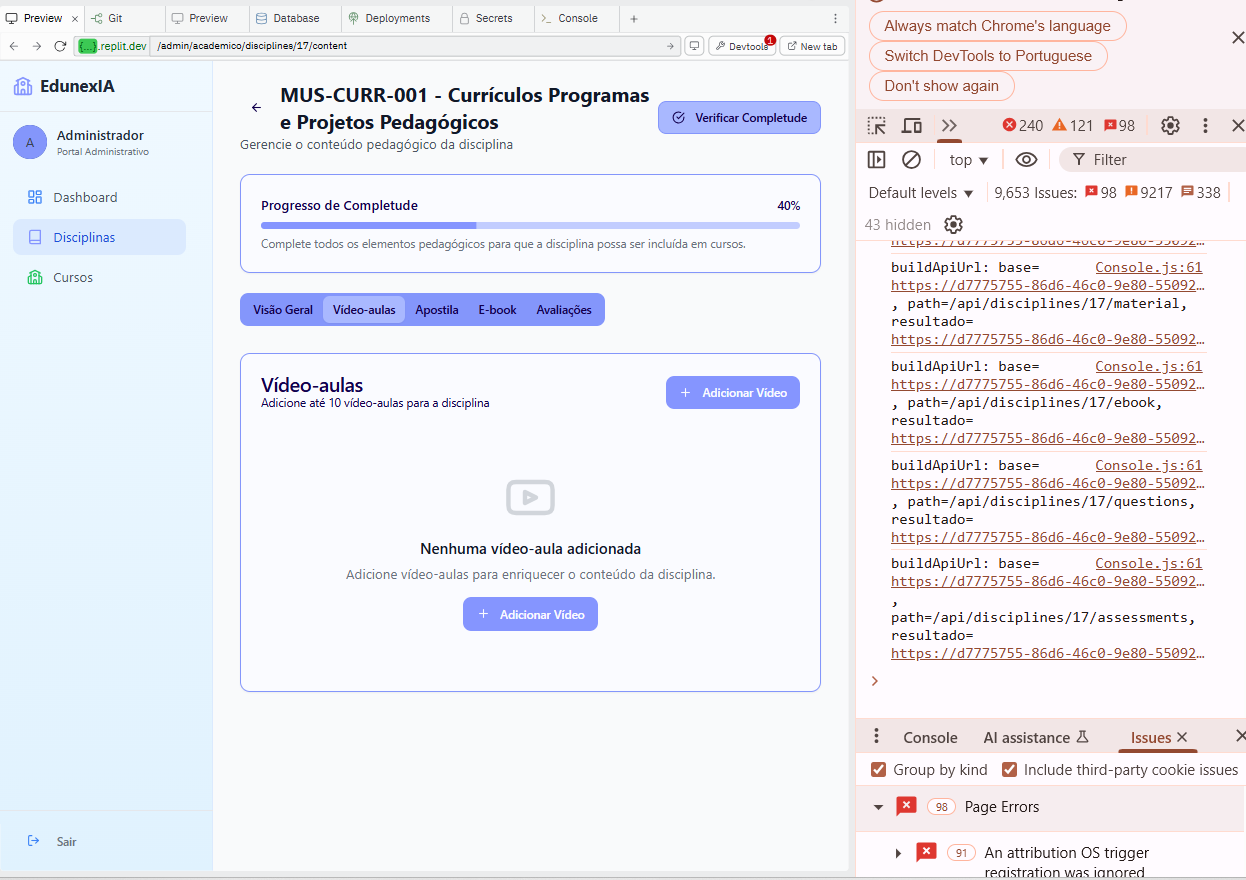 Preview
Git
Preview
Database
Deployments
Secrets
Console
{...}.replit.dev
/admin/academico/disciplines/17/content
Devtools
1
New tab
EdunexIA
A
Administrador
Portal Administrativo
Dashboard
Disciplinas
Cursos
Sair
MUS-CURR-001 - Currículos Programas
e Projetos Pedagógicos
Gerencie o conteúdo pedagógico da disciplina
Verificar Completude
Progresso de Completude
40%
Complete todos os elementos pedagógicos para que a disciplina possa ser incluída em cursos.
Visão Geral
Vídeo-aulas
Apostila
E-book
Avaliações
Vídeo-aulas
Adicione até 10 vídeo-aulas para a disciplina
Adicionar Vídeo
Nenhuma vídeo-aula adicionada
Adicione vídeo-aulas para enriquecer o conteúdo da disciplina.
Adicionar Vídeo
Always match Chrome's language
Switch DevTools to Portuguese
Don't show again
240
121
98
top
Filter
Default levels
9,653 Issues:
98
9217
338
43 hidden
https://d7775755-86d6-46c0-9e80-55092…
buildApiUrl: base= Console.js:61
https://d7775755-86d6-46c0-9e80-55092…
, path=/api/disciplines/17/material,
resultado=
https://d7775755-86d6-46c0-9e80-55092…
buildApiUrl: base= Console.js:61
https://d7775755-86d6-46c0-9e80-55092…
, path=/api/disciplines/17/ebook,
resultado=
https://d7775755-86d6-46c0-9e80-55092…
buildApiUrl: base= Console.js:61
https://d7775755-86d6-46c0-9e80-55092…
, path=/api/disciplines/17/questions,
resultado=
https://d7775755-86d6-46c0-9e80-55092…
buildApiUrl: base= Console.js:61
https://d7775755-86d6-46c0-9e80-55092…
,
path=/api/disciplines/17/assessments,
resultado=
https://d7775755-86d6-46c0-9e80-55092…
Console
AI assistance
Issues
Group by kind
Include third-party cookie issues
98
Page Errors
91
An attribution OS trigger
registration was ignored